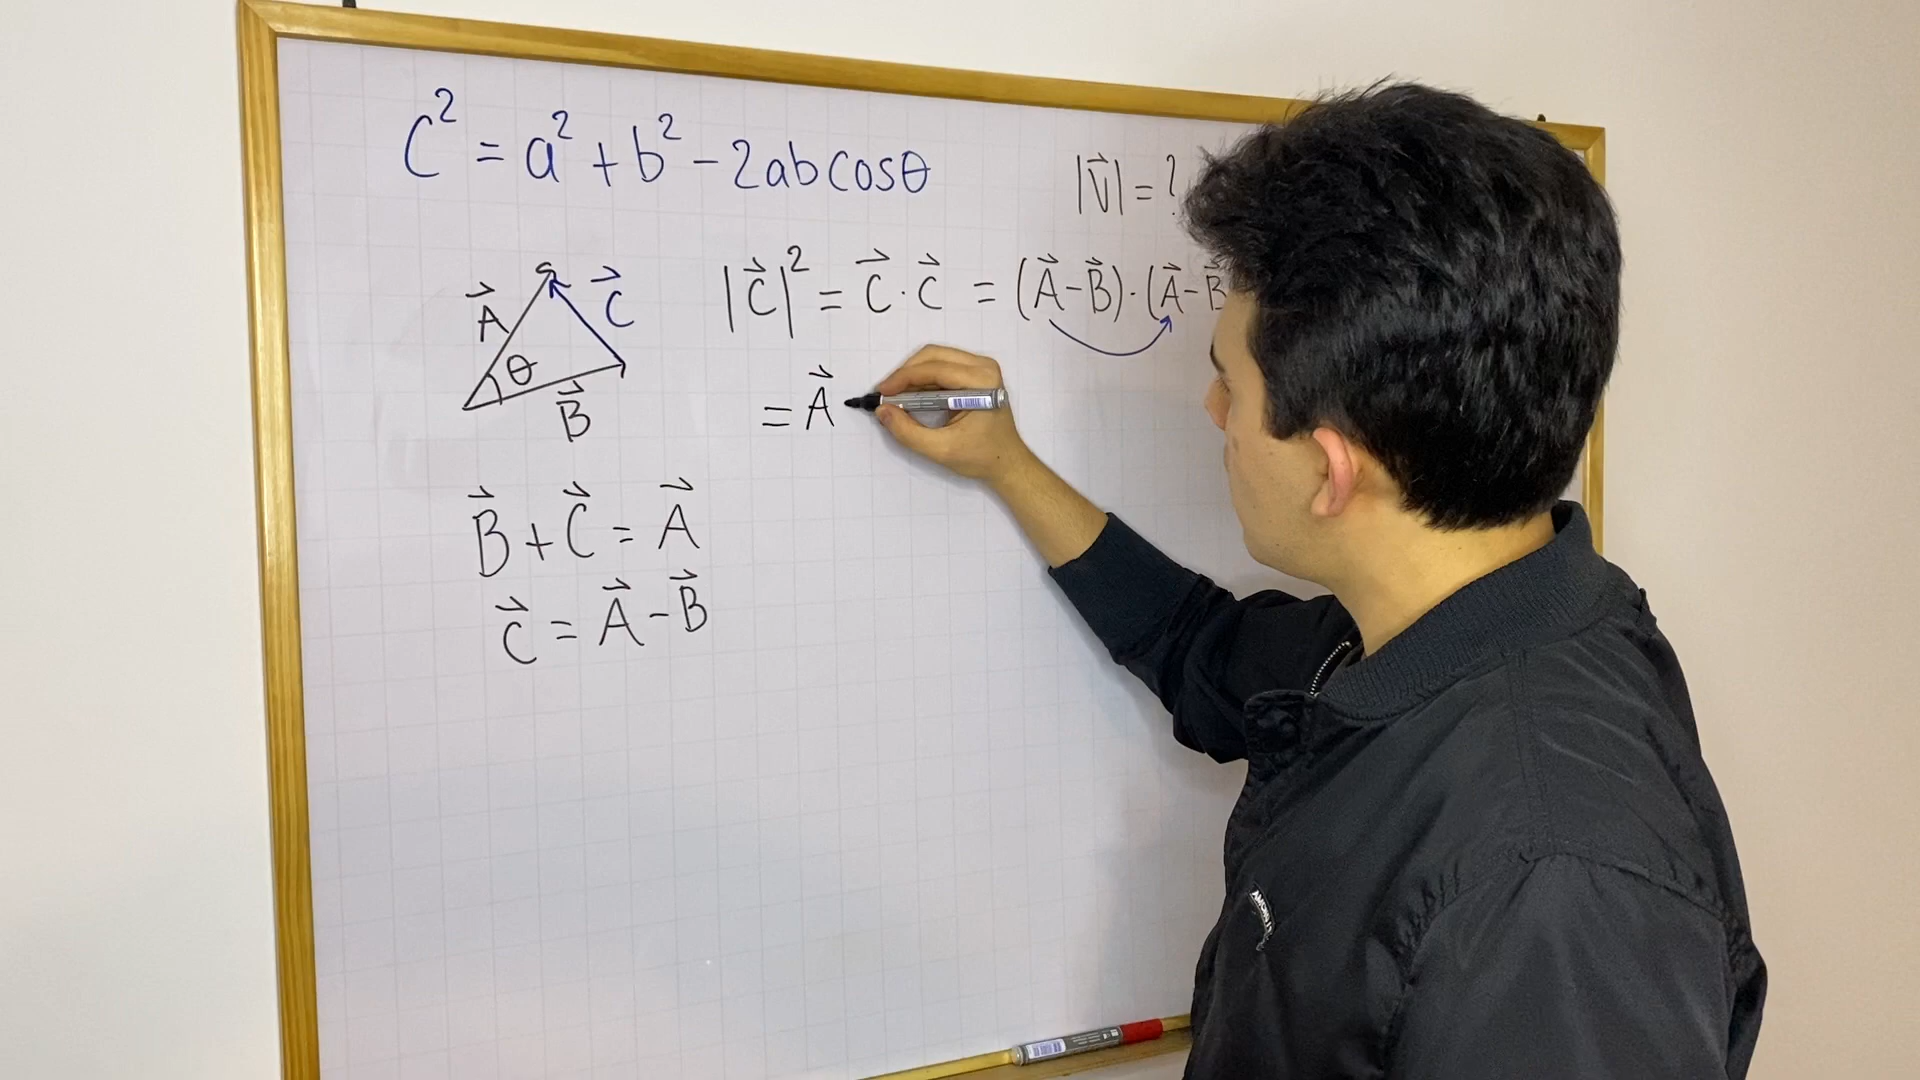 C² = a² + b² - 2ab cosθ
|V⃗| = ?
A⃗
C⃗
θ
B⃗
|C⃗|² = C⃗ · C⃗ = (A⃗ - B⃗) · (A⃗ - B⃗
= A⃗
B⃗ + C⃗ = A⃗
C⃗ = A⃗ - B⃗